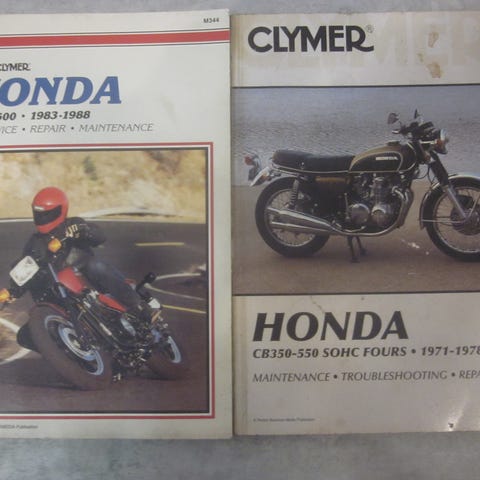 M344
CLYMER
ONDA
600 • 1983-1988
VICE • REPAIR • MAINTENANCE
CLYMER®
HONDA
HONDA
CB350-550 SOHC FOURS • 1971-1978
MAINTENANCE • TROUBLESHOOTING • REPA